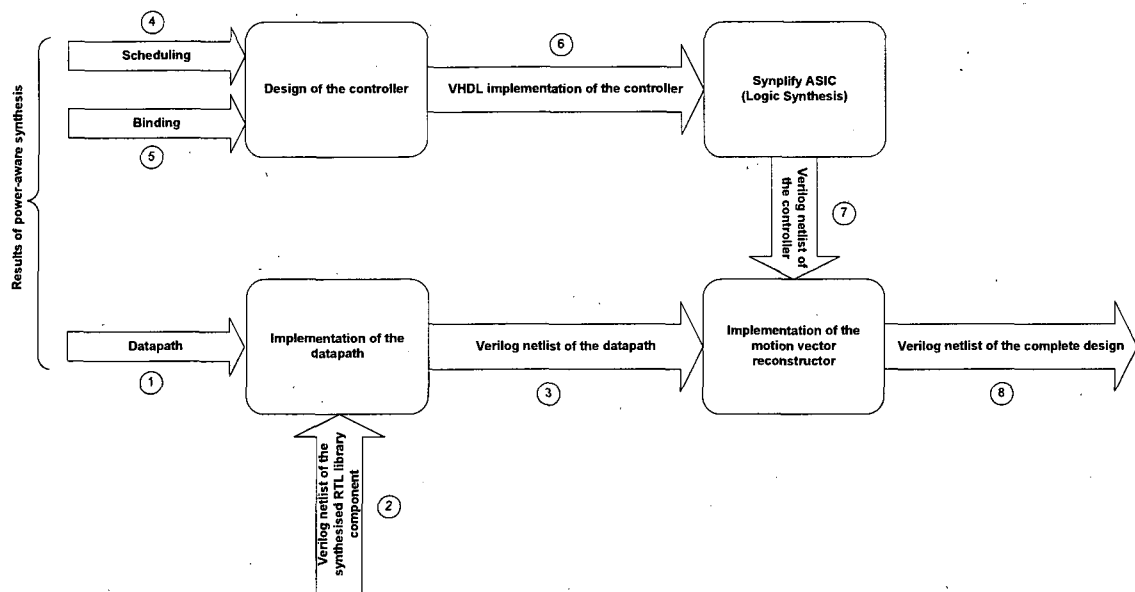 Results of power-aware synthesis
4
Scheduling
Binding
5
Design of the controller
6
VHDL implementation of the controller
Synplify ASIC
(Logic Synthesis)
Verilog netlist of
the controller
7
Datapath
1
Implementation of the
datapath
Verilog netlist of the datapath
3
Implementation of the
motion vector
reconstructor
Verilog netlist of the complete design
8
Verilog netlist of the
synthesised RTL library
component
2